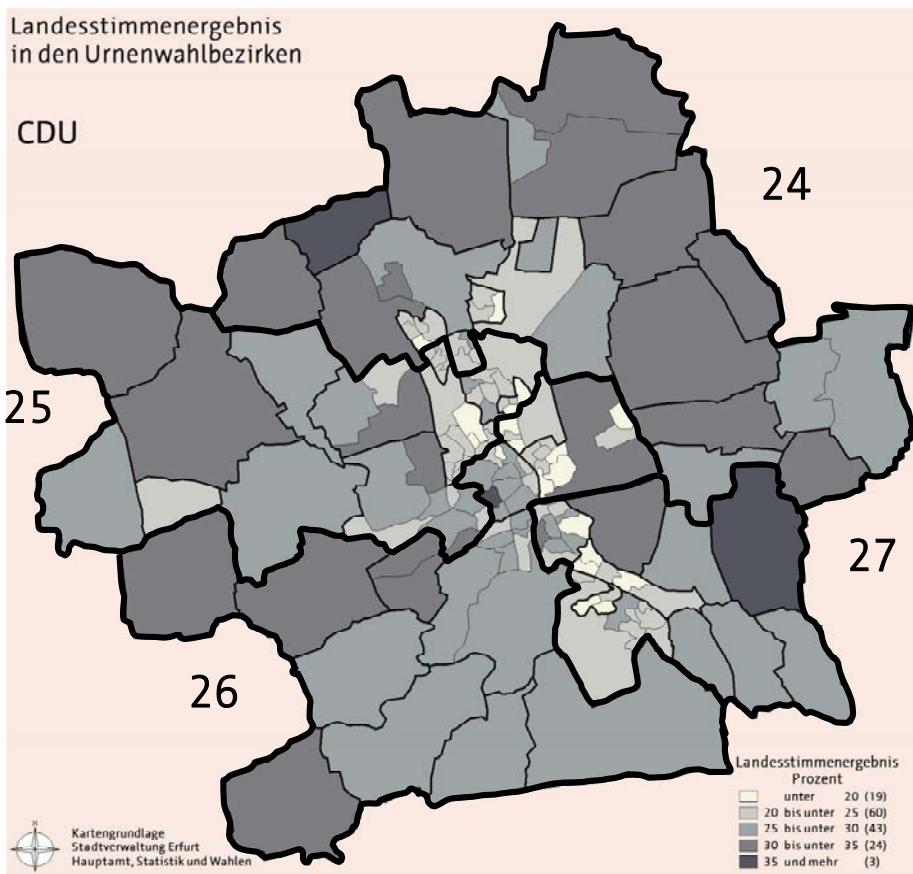 Landesstimmenergebnis
in den Urnenwahlbezirken
CDU
24
25
27
26
Landesstimmenergebnis
Prozent
unter 20 (19)
20 bis unter 25 (60)
25 bis unter 30 (43)
30 bis unter 35 (24)
35 und mehr (3)
N
Kartengrundlage
Stadtverwaltung Erfurt
Hauptamt, Statistik und Wahlen